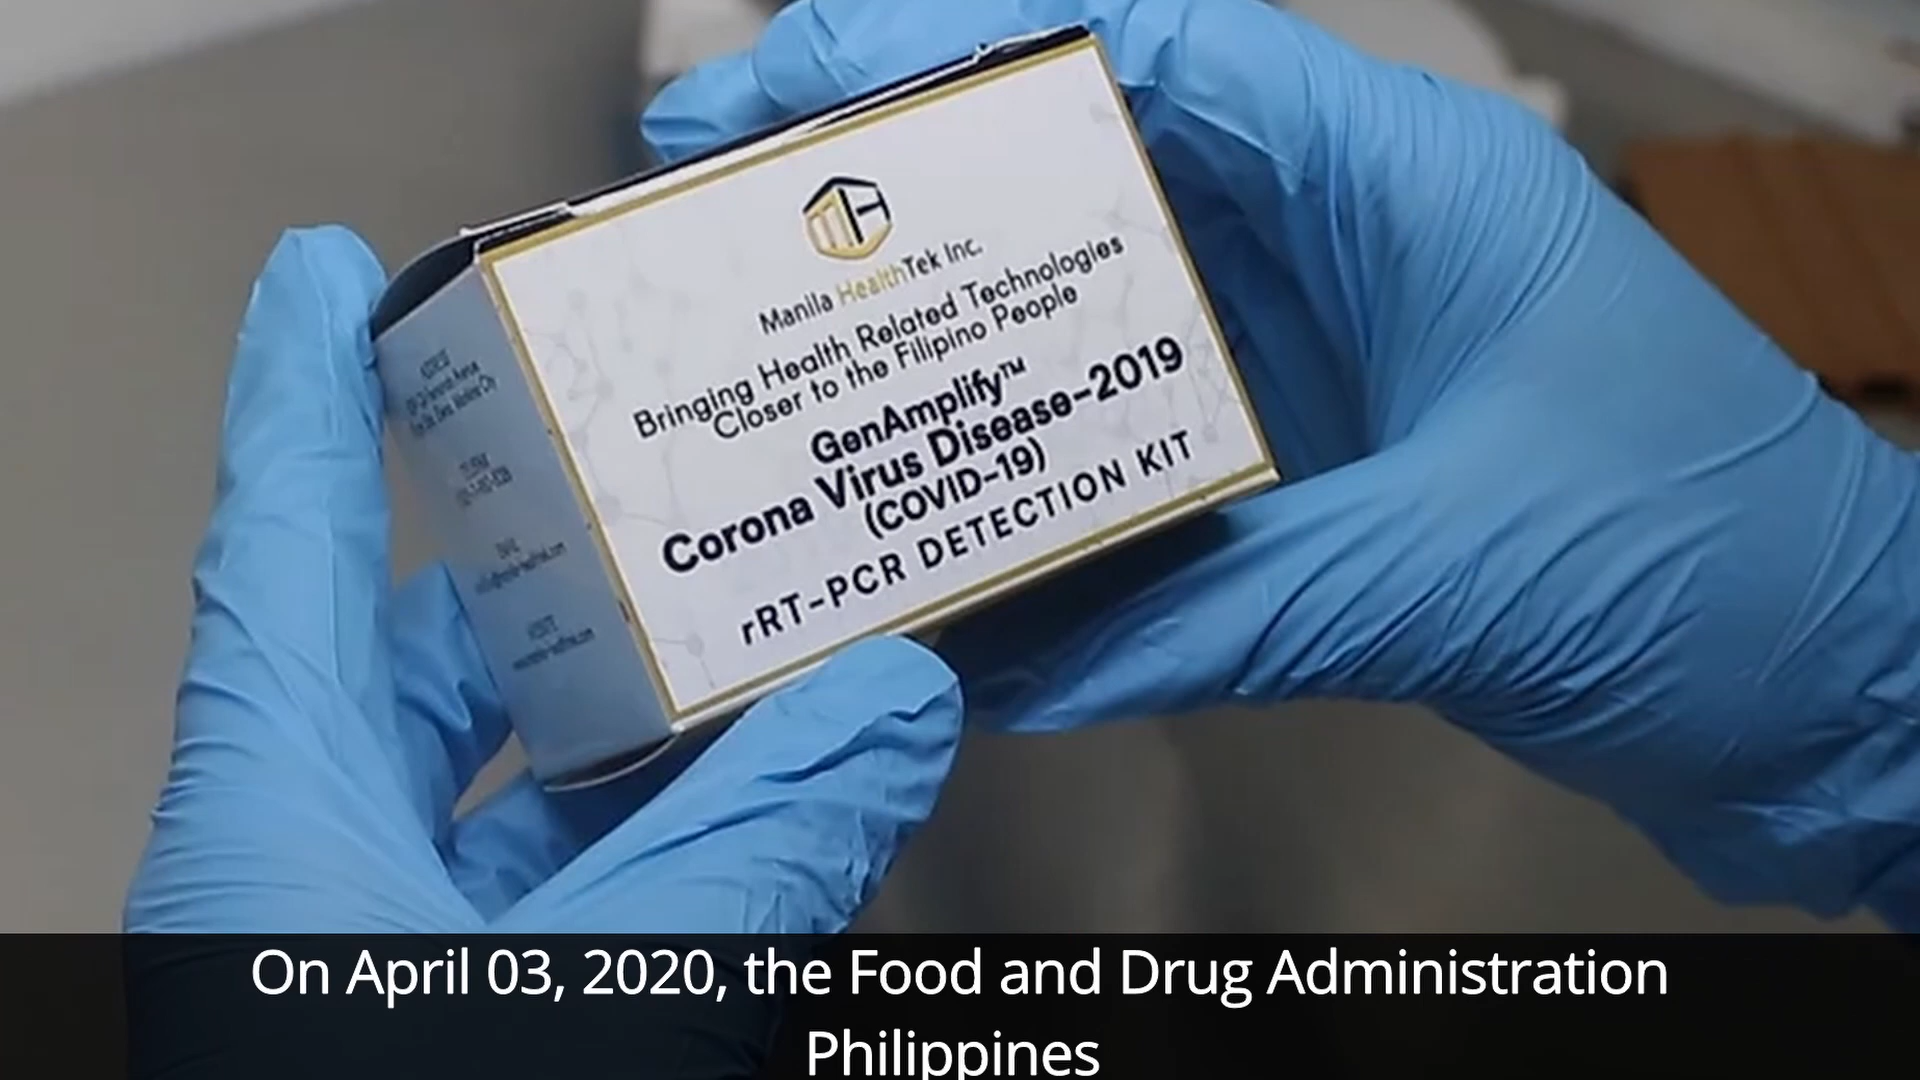 Manila HealthTek Inc.
Bringing Health Related Technologies
Closer to the Filipino People
GenAmplify™
Corona Virus Disease-2019
(COVID-19)
rRT-PCR DETECTION KIT
On April 03, 2020, the Food and Drug Administration
Philippines